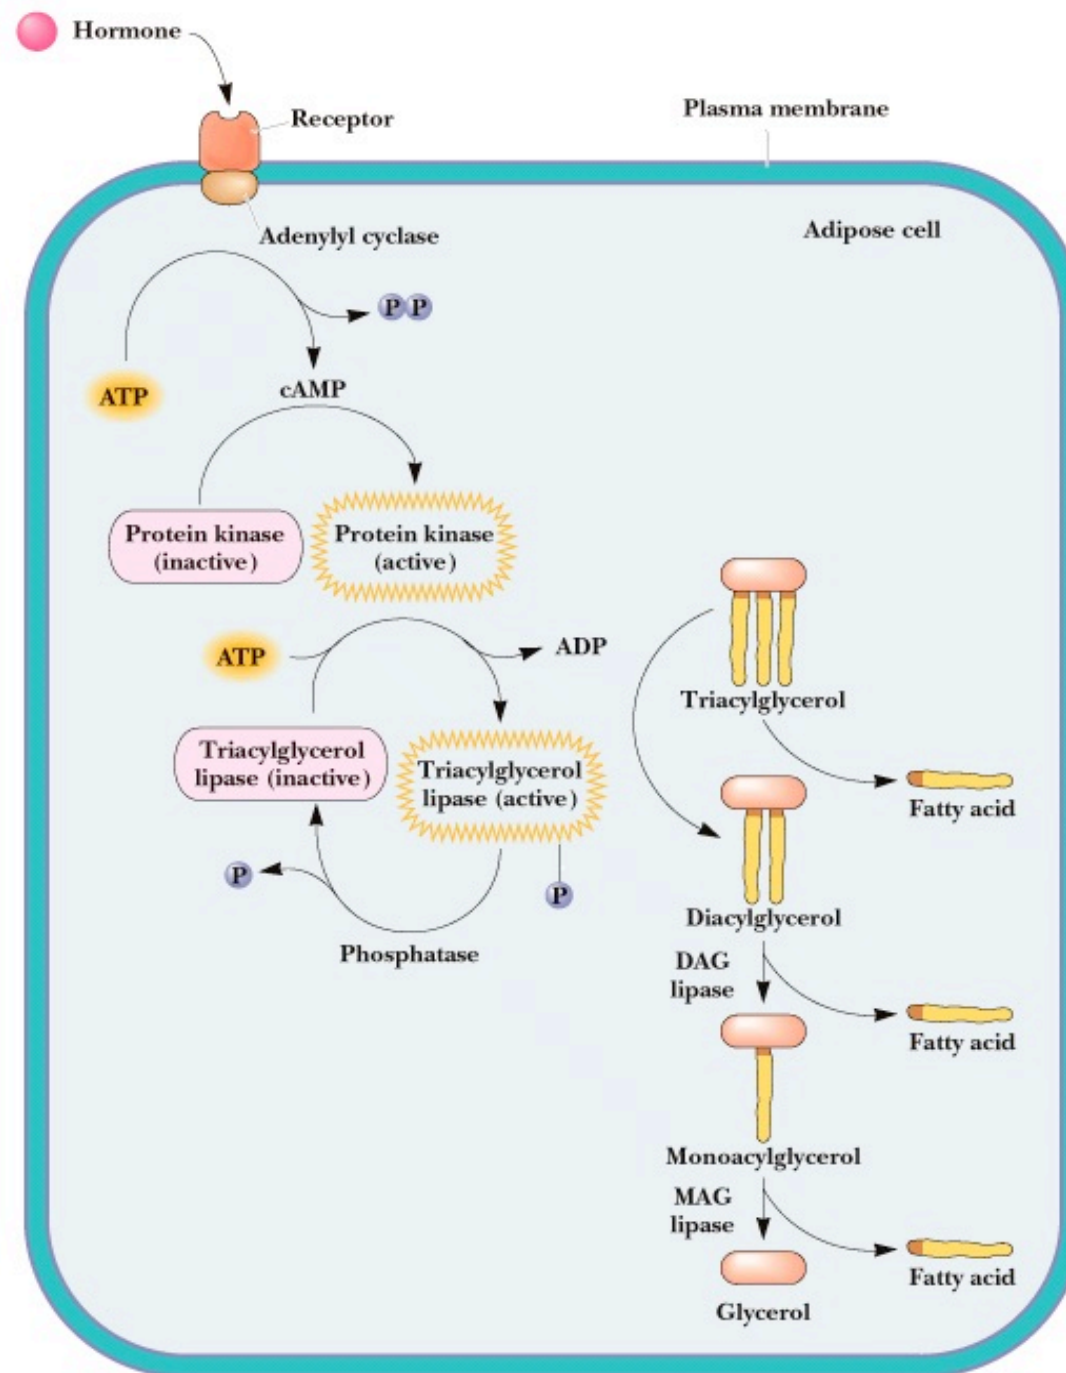 Hormone
Receptor
Plasma membrane
Adenylyl cyclase
Adipose cell
P P
ATP
cAMP
Protein kinase
(inactive)
Protein kinase
(active)
ATP
ADP
Triacylglycerol
lipase (inactive)
Triacylglycerol
lipase (active)
P
P
Phosphatase
Triacylglycerol
Fatty acid
Diacylglycerol
DAG
lipase
Fatty acid
Monoacylglycerol
MAG
lipase
Fatty acid
Glycerol